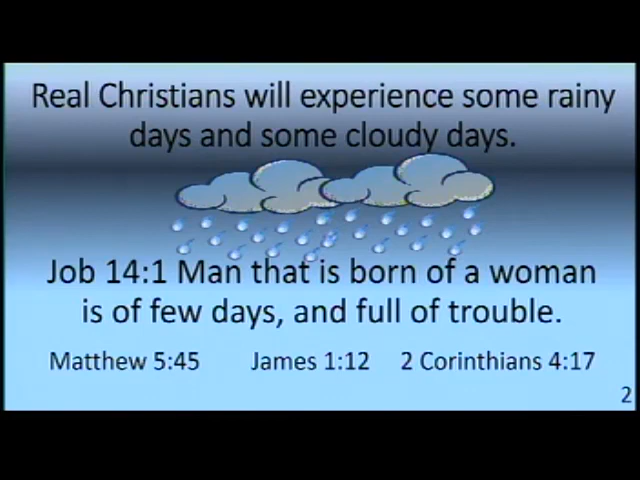 Real Christians will experience some rainy
days and some cloudy days.
Job 14:1 Man that is born of a woman
is of few days, and full of trouble.
Matthew 5:45 James 1:12 2 Corinthians 4:17
2